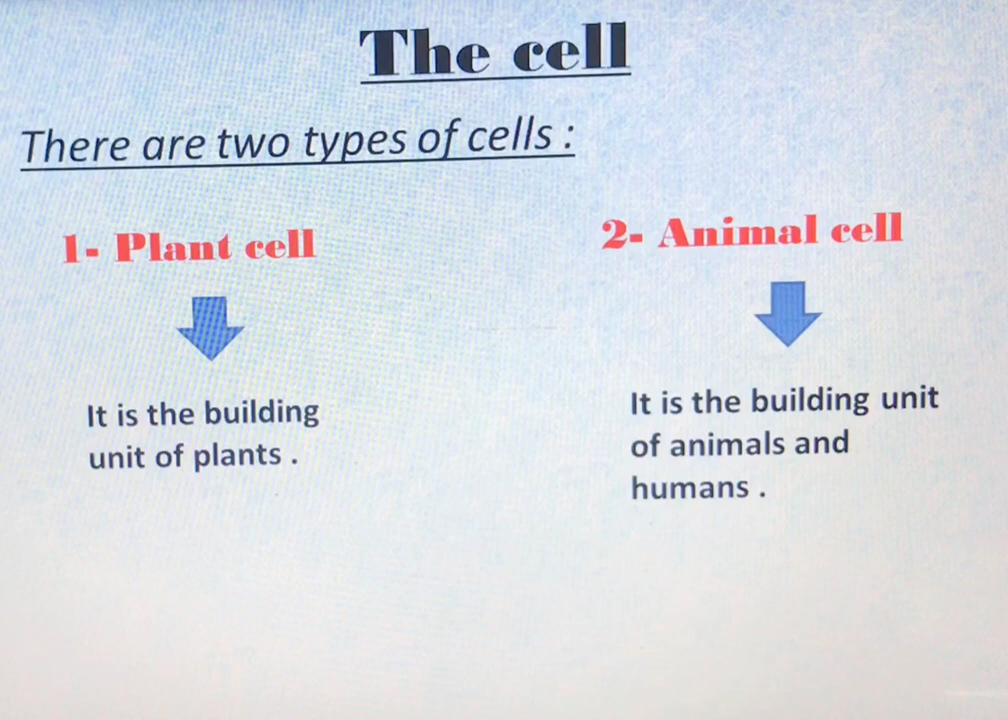 The cell
There are two types of cells :
1- Plant cell
2- Animal cell
It is the building
unit of plants .
It is the building unit
of animals and
humans .